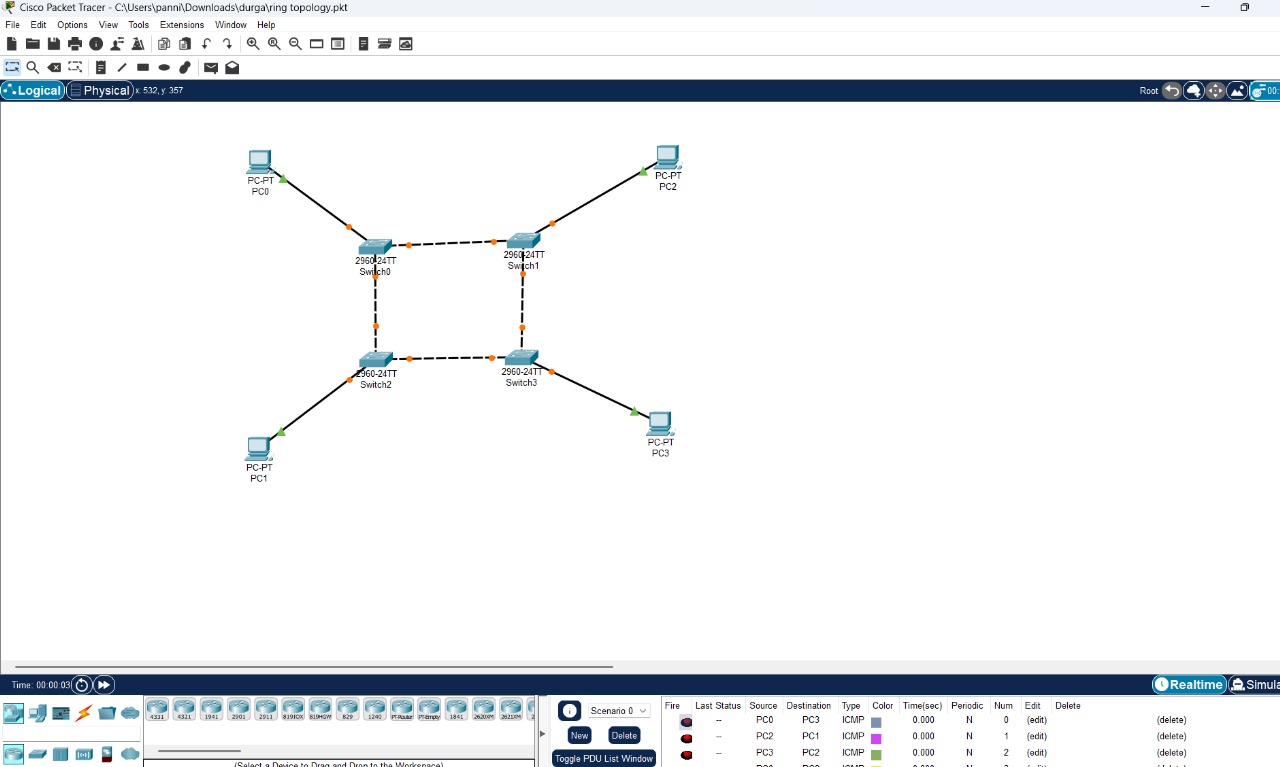 Cisco Packet Tracer - C:\Users\panni\Downloads\durga\ring topology.pkt
File Edit Options View Tools Extensions Window Help
Logical Physical x: 532, y: 357 Root 00:
PC-PT
PC0
PC-PT
PC2
2960-24TT
Switch0
2960-24TT
Switch1
2960-24TT
Switch2
2960-24TT
Switch3
PC-PT
PC1
PC-PT
PC3
Time: 00:00:03 Realtime Simula
4331 4321 1941 2901 2911 819IOX 819HGW 829 1240 PT-Router PT-Empty 1841 2620XM 2621XM
(Select a Device to Drag and Drop to the Workspace)
Scenario 0
New Delete
Toggle PDU List Window
Fire Last Status Source Destination Type Color Time(sec) Periodic Num Edit Delete
-- PC0 PC3 ICMP 0.000 N 0 (edit) (delete)
-- PC2 PC1 ICMP 0.000 N 1 (edit) (delete)
-- PC3 PC2 ICMP 0.000 N 2 (edit) (delete)